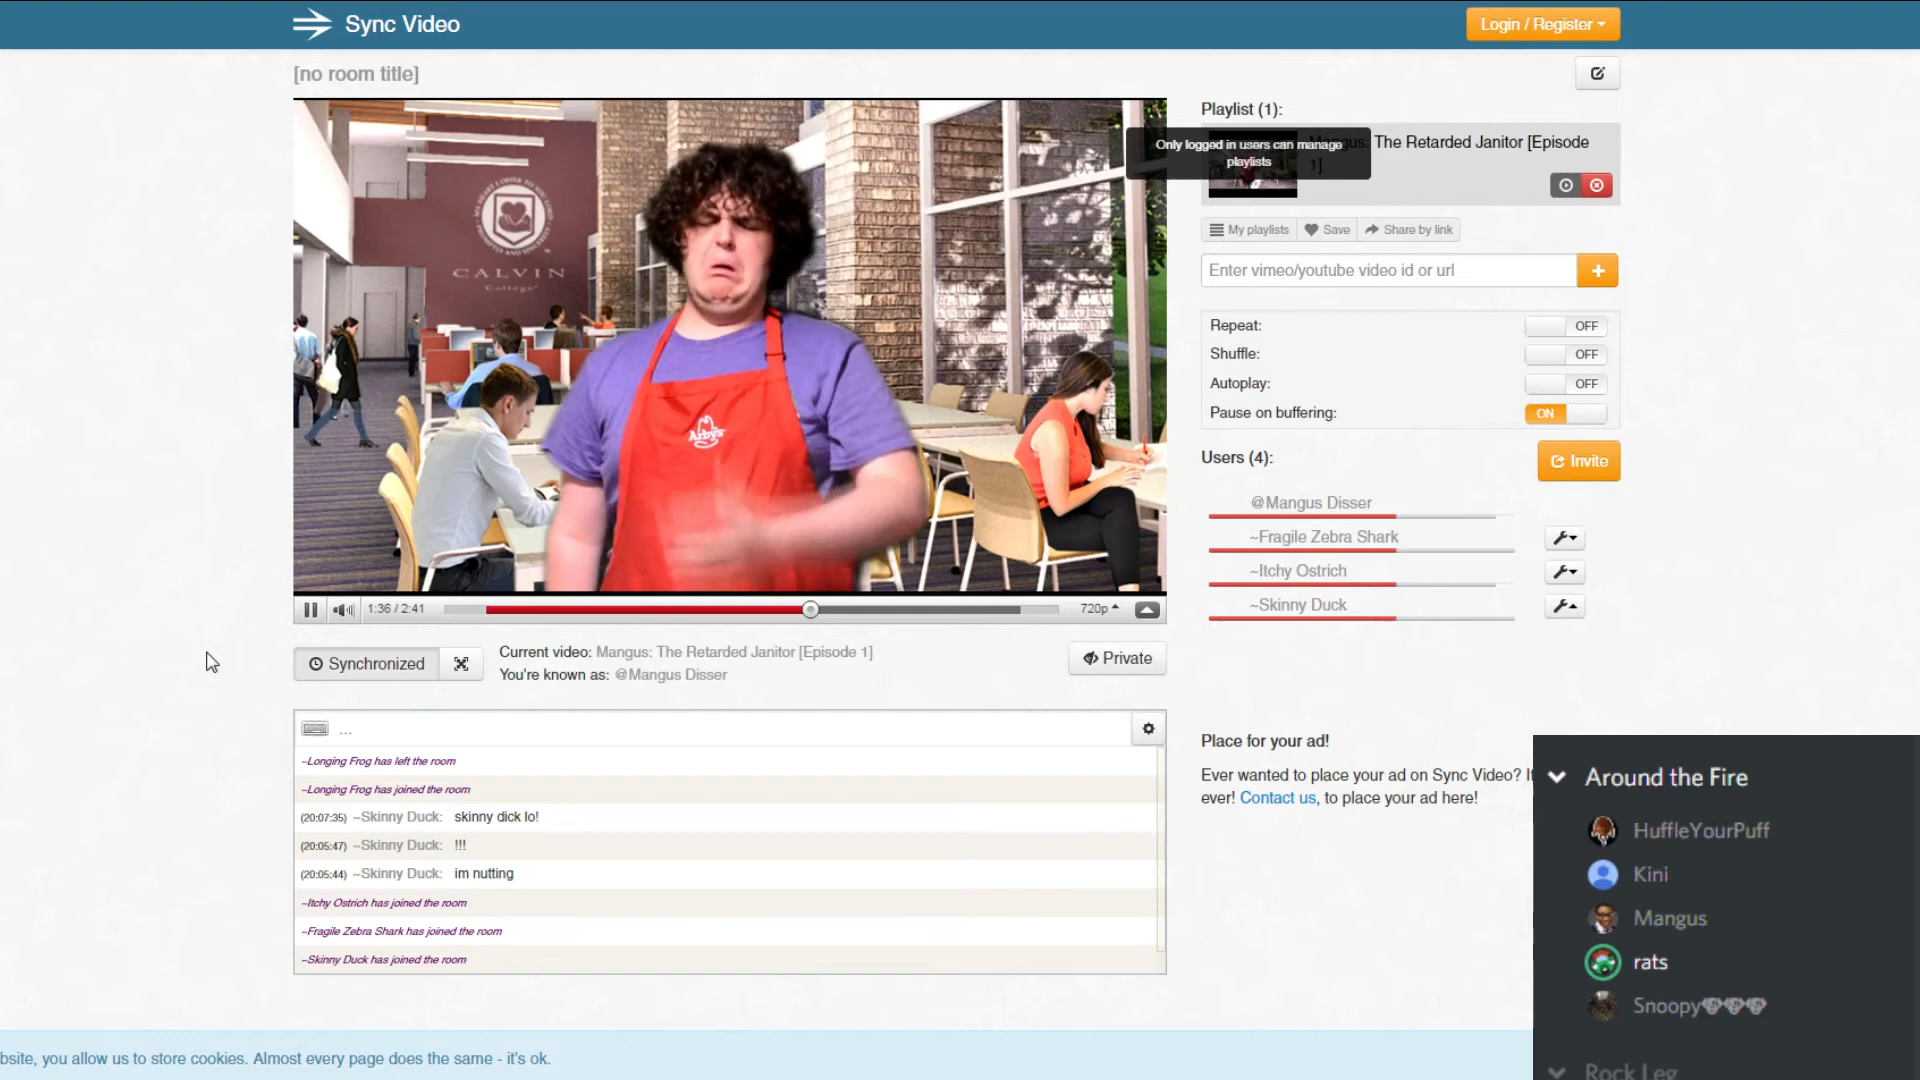 Sync Video
Login / Register
[no room title]
Playlist (1):
Only logged in users can manage
playlists
The Retarded Janitor [Episode
1]
My playlists
Save
Share by link
Enter vimeo/youtube video id or url
+
Repeat:
OFF
Shuffle:
OFF
Autoplay:
OFF
Pause on buffering:
ON
Users (4):
Invite
@Mangus Disser
~Fragile Zebra Shark
~Itchy Ostrich
~Skinny Duck
CALVIN
College
Arby's
1:36 / 2:41
720p
Synchronized
Current video: Mangus: The Retarded Janitor [Episode 1]
You're known as: @Mangus Disser
Private
...
~Longing Frog has left the room
~Longing Frog has joined the room
(20:07:35) ~Skinny Duck: skinny dick lo!
(20:05:47) ~Skinny Duck: !!!
(20:05:44) ~Skinny Duck: im nutting
~Itchy Ostrich has joined the room
~Fragile Zebra Shark has joined the room
~Skinny Duck has joined the room
Place for your ad!
Ever wanted to place your ad on Sync Video?
ever! Contact us, to place your ad here!
Around the Fire
HuffleYourPuff
Kini
Mangus
rats
Snoopy
Rock Leg
bsite, you allow us to store cookies. Almost every page does the same - it's ok.